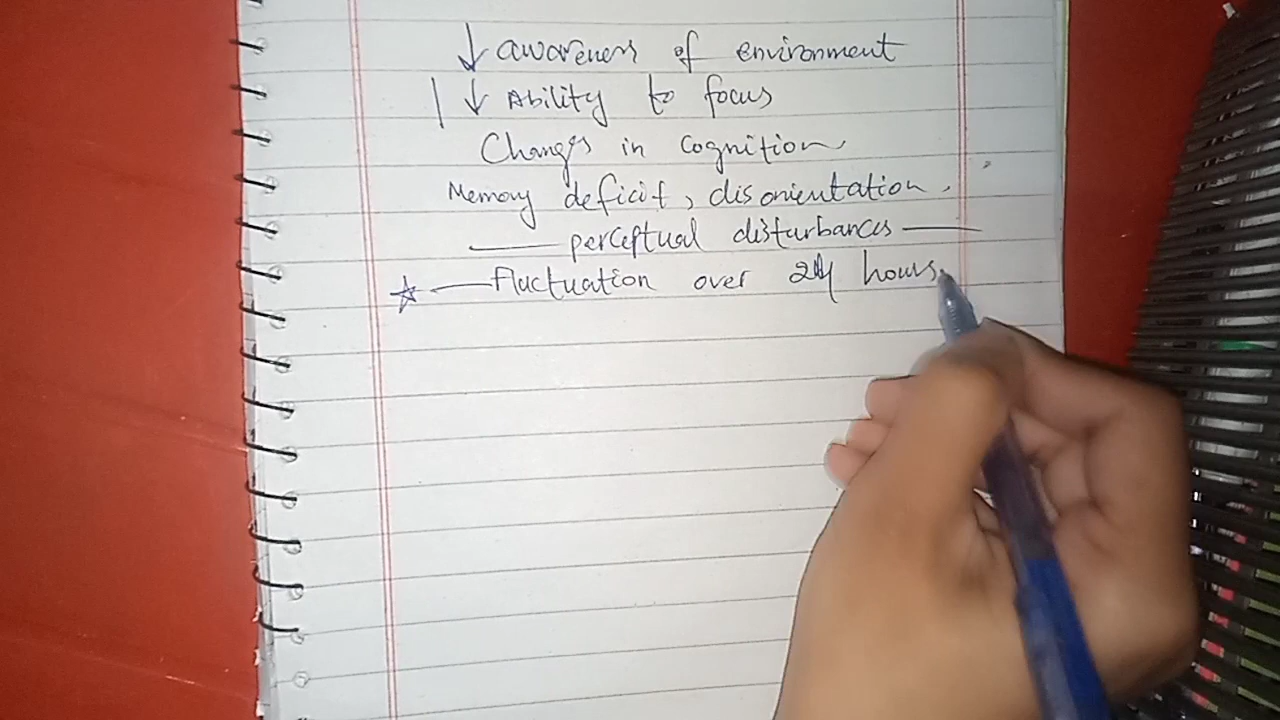 ↓ awareness of environment
| ↓ Ability to focus
Changes in cognition,
Memory deficit, disorientation.
— perceptual disturbances —
☆ — fluctuation over 24 hours.